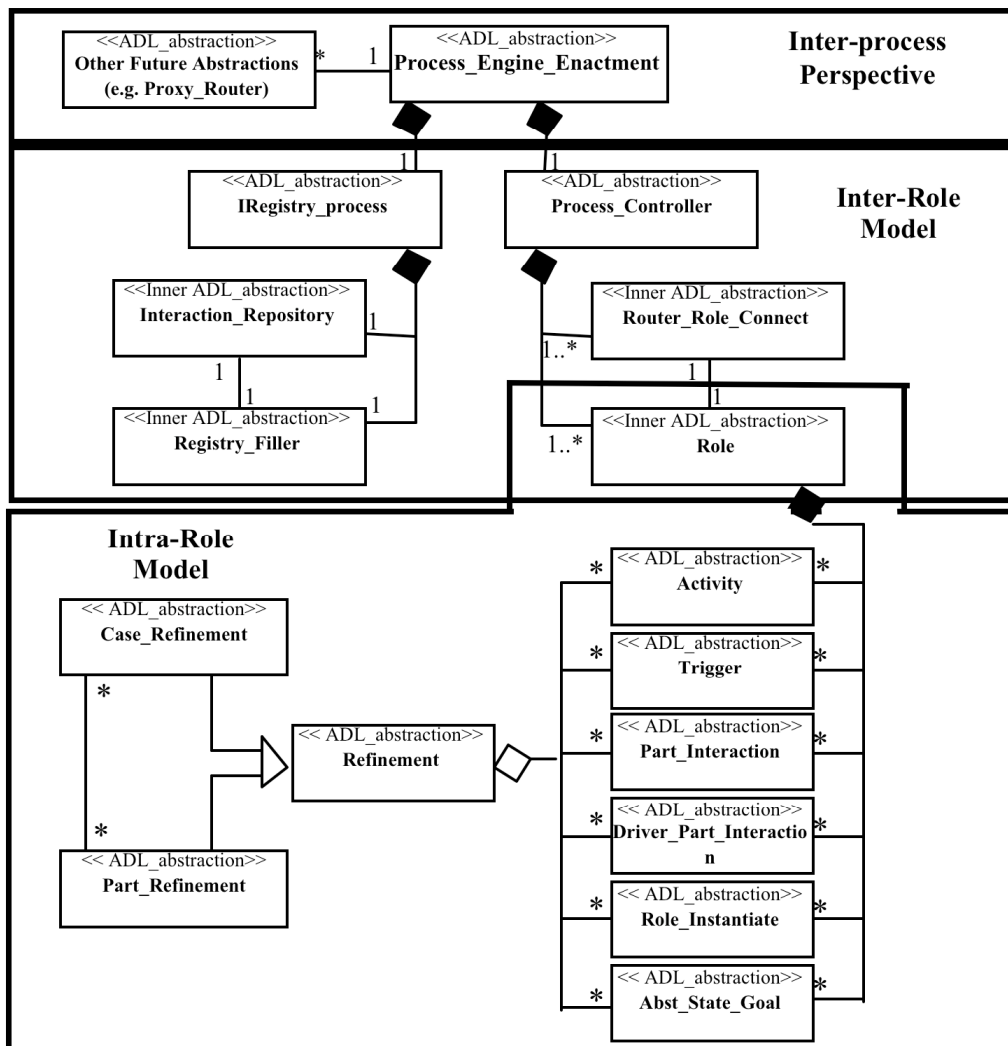 <<ADL_abstraction>>
Other Future Abstractions
(e.g. Proxy_Router)
*
1
<<ADL_abstraction>>
Process_Engine_Enactment
Inter-process
Perspective
1
1
<<ADL_abstraction>>
IRegistry_process
<<ADL_abstraction>>
Process_Controller
Inter-Role
Model
<<Inner ADL_abstraction>>
Interaction_Repository
1
<<Inner ADL_abstraction>>
Router_Role_Connect
1..*
1
1
1
1
<<Inner ADL_abstraction>>
Registry_Filler
1
<<Inner ADL_abstraction>>
Role
1..*
Intra-Role
Model
<< ADL_abstraction>>
Case_Refinement
*
*
<< ADL_abstraction>>
Part_Refinement
<< ADL_abstraction>>
Refinement
*
<< ADL_abstraction>>
Activity
*
*
<< ADL_abstraction>>
Trigger
*
*
<< ADL_abstraction>>
Part_Interaction
*
*
<< ADL_abstraction>>
Driver_Part_Interactio
n
*
*
<< ADL_abstraction>>
Role_Instantiate
*
*
<< ADL_abstraction>>
Abst_State_Goal
*